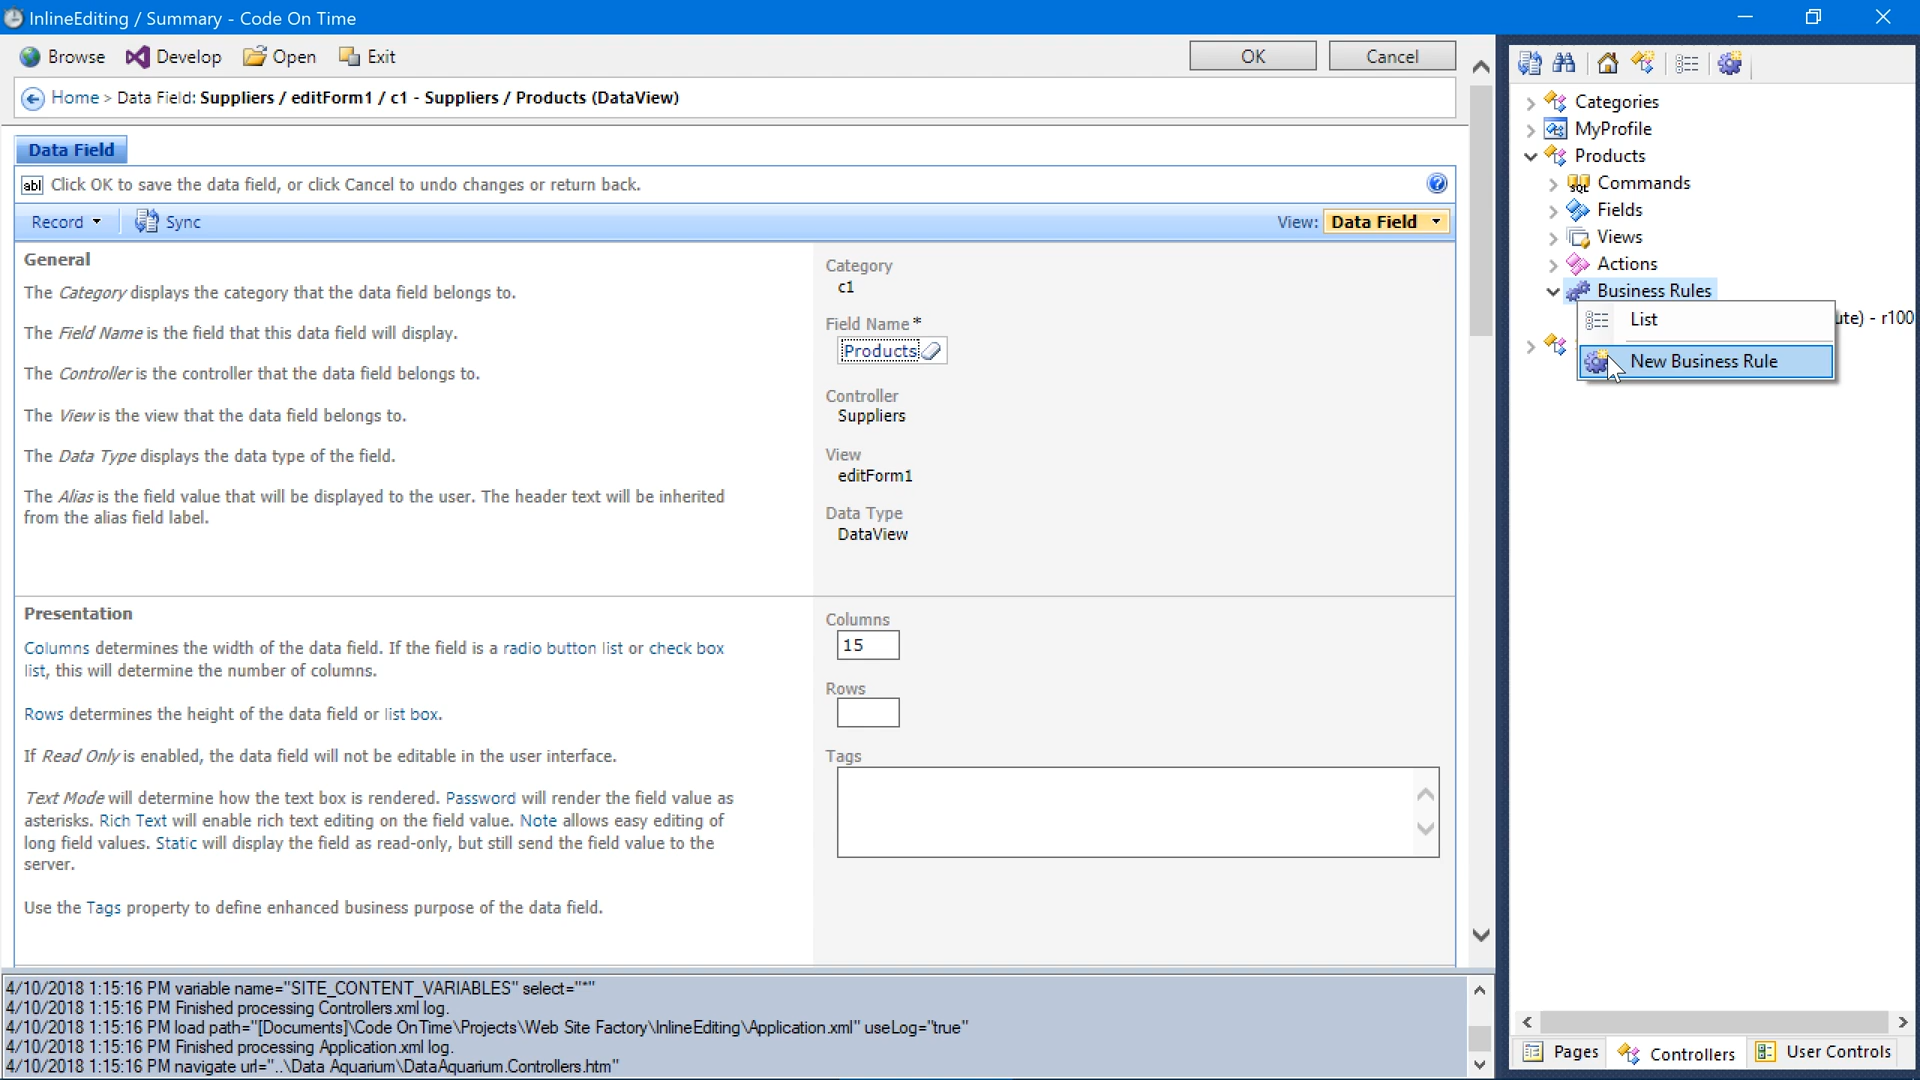 InlineEditing / Summary - Code On Time
Browse Develop Open Exit OK Cancel
Home > Data Field: Suppliers / editForm1 / c1 - Suppliers / Products (DataView)
Data Field
abl Click OK to save the data field, or click Cancel to undo changes or return back.
Record Sync View: Data Field
General
The Category displays the category that the data field belongs to.
The Field Name is the field that this data field will display.
The Controller is the controller that the data field belongs to.
The View is the view that the data field belongs to.
The Data Type displays the data type of the field.
The Alias is the field value that will be displayed to the user. The header text will be inherited
from the alias field label.
Category
c1
Field Name *
Products
Controller
Suppliers
View
editForm1
Data Type
DataView
Presentation
Columns determines the width of the data field. If the field is a radio button list or check box
list, this will determine the number of columns.
Rows determines the height of the data field or list box.
If Read Only is enabled, the data field will not be editable in the user interface.
Text Mode will determine how the text box is rendered. Password will render the field value as
asterisks. Rich Text will enable rich text editing on the field value. Note allows easy editing of
long field values. Static will display the field as read-only, but still send the field value to the
server.
Use the Tags property to define enhanced business purpose of the data field.
Columns
15
Rows
Tags
4/10/2018 1:15:16 PM variable name="SITE_CONTENT_VARIABLES" select="''"
4/10/2018 1:15:16 PM Finished processing Controllers.xml log.
4/10/2018 1:15:16 PM load path="[Documents]\Code OnTime\Projects\Web Site Factory\InlineEditing\Application.xml" useLog="true"
4/10/2018 1:15:16 PM Finished processing Application.xml log.
4/10/2018 1:15:16 PM navigate url="..\Data Aquarium\DataAquarium.Controllers.htm"
Categories
MyProfile
Products
SQL Commands
Fields
Views
Actions
Business Rules
ute) - r100
List
New Business Rule
Pages Controllers User Controls